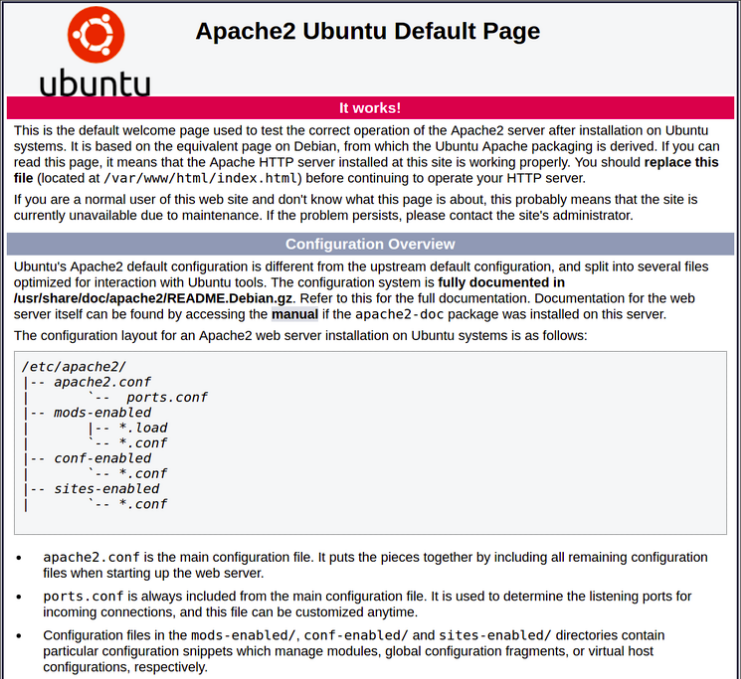 Apache2 Ubuntu Default Page
ubuntu
It works!
This is the default welcome page used to test the correct operation of the Apache2 server after installation on Ubuntu
systems. It is based on the equivalent page on Debian, from which the Ubuntu Apache packaging is derived. If you can
read this page, it means that the Apache HTTP server installed at this site is working properly. You should replace this
file (located at /var/www/html/index.html) before continuing to operate your HTTP server.
If you are a normal user of this web site and don't know what this page is about, this probably means that the site is
currently unavailable due to maintenance. If the problem persists, please contact the site's administrator.
Configuration Overview
Ubuntu's Apache2 default configuration is different from the upstream default configuration, and split into several files
optimized for interaction with Ubuntu tools. The configuration system is fully documented in
/usr/share/doc/apache2/README.Debian.gz. Refer to this for the full documentation. Documentation for the web
server itself can be found by accessing the manual if the apache2-doc package was installed on this server.
The configuration layout for an Apache2 web server installation on Ubuntu systems is as follows:
/etc/apache2/
|-- apache2.conf
|       `--  ports.conf
|-- mods-enabled
|       |-- *.load
|       `-- *.conf
|-- conf-enabled
|       `-- *.conf
|-- sites-enabled
|       `-- *.conf
• apache2.conf is the main configuration file. It puts the pieces together by including all remaining configuration
files when starting up the web server.
• ports.conf is always included from the main configuration file. It is used to determine the listening ports for
incoming connections, and this file can be customized anytime.
• Configuration files in the mods-enabled/, conf-enabled/ and sites-enabled/ directories contain
particular configuration snippets which manage modules, global configuration fragments, or virtual host
configurations, respectively.